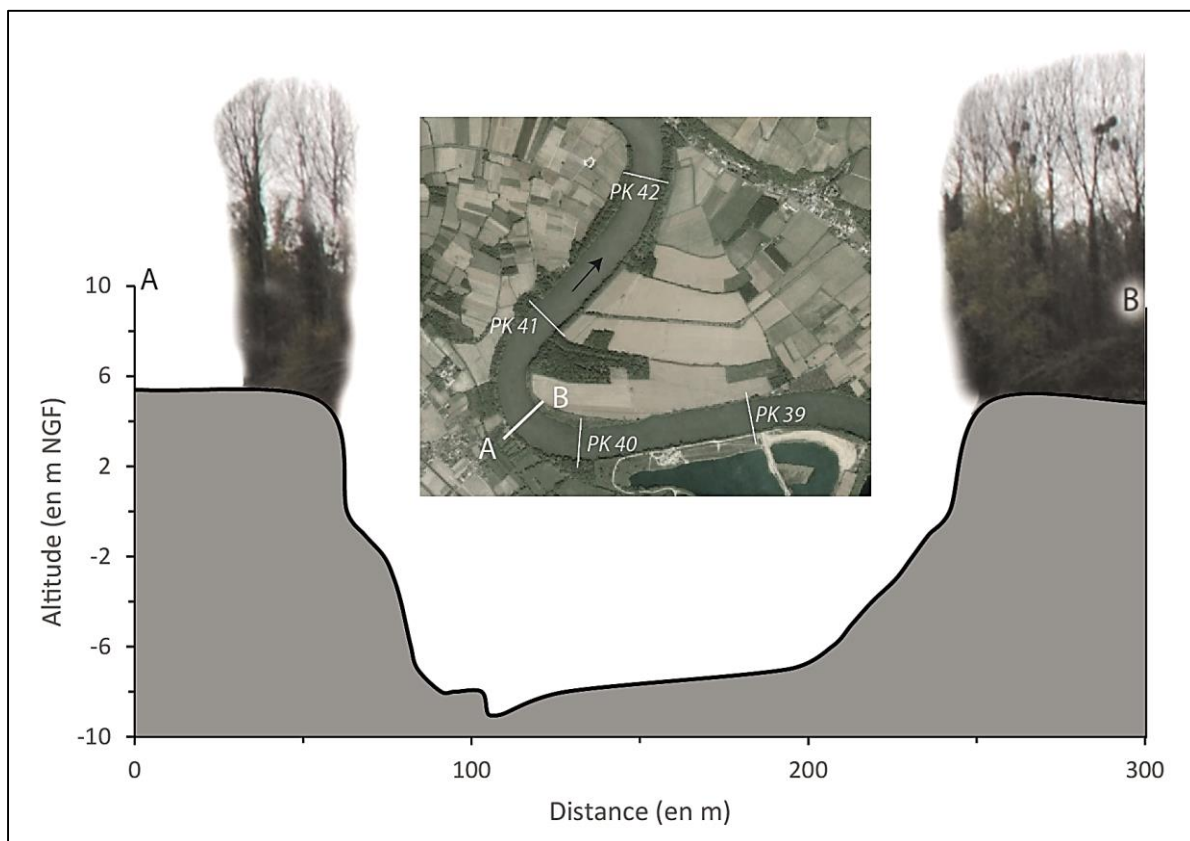 A
B
10
6
2
-2
-6
-10
Altitude (en m NGF)
0
100
200
300
Distance (en m)
PK 42
PK 41
B
A
PK 40
PK 39